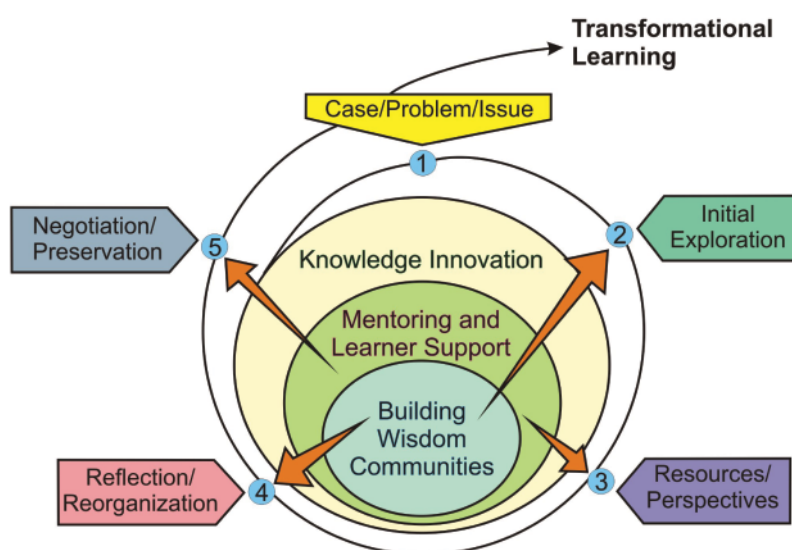 Transformational
Learning
Case/Problem/Issue
1
Negotiation/
Preservation
5
2
Initial
Exploration
Knowledge Innovation
Mentoring and
Learner Support
Building
Wisdom
Communities
Reflection/
Reorganization
4
3
Resources/
Perspectives